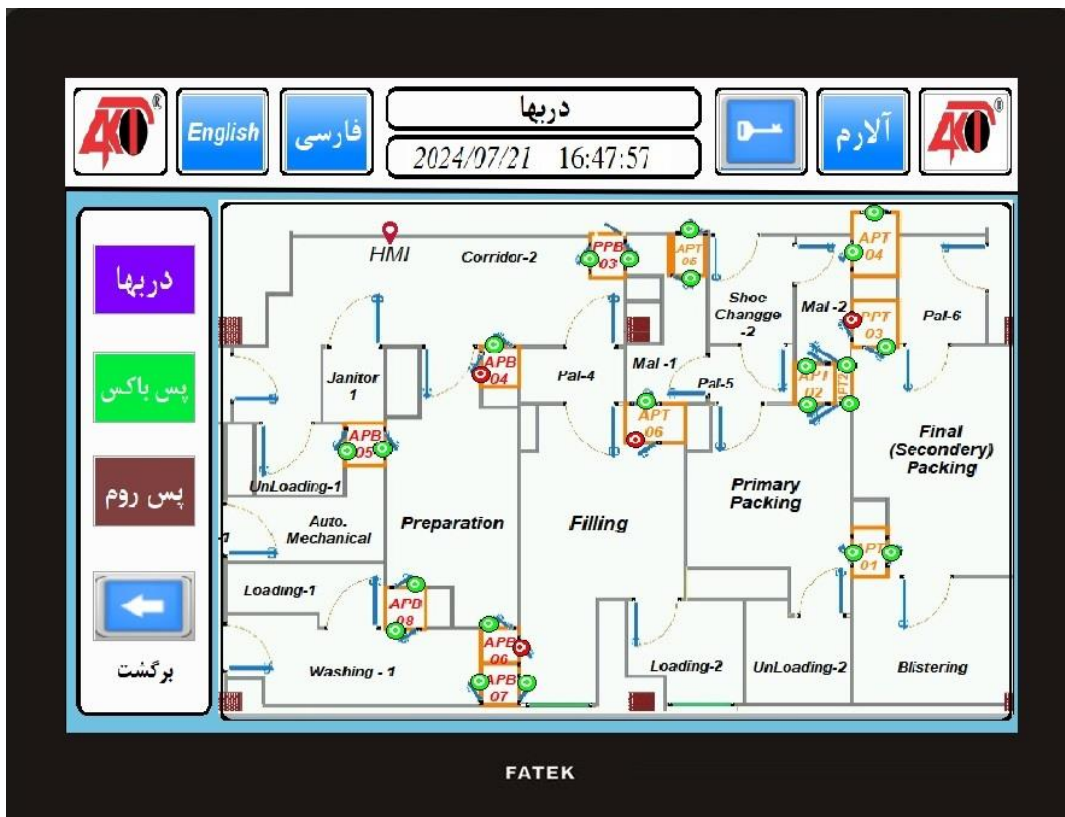 AKT®
English
فارسی
دربها
2024/07/21 16:47:57
آلارم
AKT®
دربها
پس باکس
پس روم
برگشت
HMI
Corridor-2
PPB
03
APT
05
APT
04
Shoe
Changge
-2
Mal -2
PPT
03
Pal-6
Janitor
1
APB
04
Pal-4
Mal -1
Pal-5
APT
02
APT
06
APB
05
Final
(Secondery)
Packing
UnLoading-1
Primary
Packing
Auto.
Mechanical
Preparation
Filling
APT
01
Loading-1
APB
08
APB
06
Washing - 1
APB
07
Loading-2
UnLoading-2
Blistering
FATEK